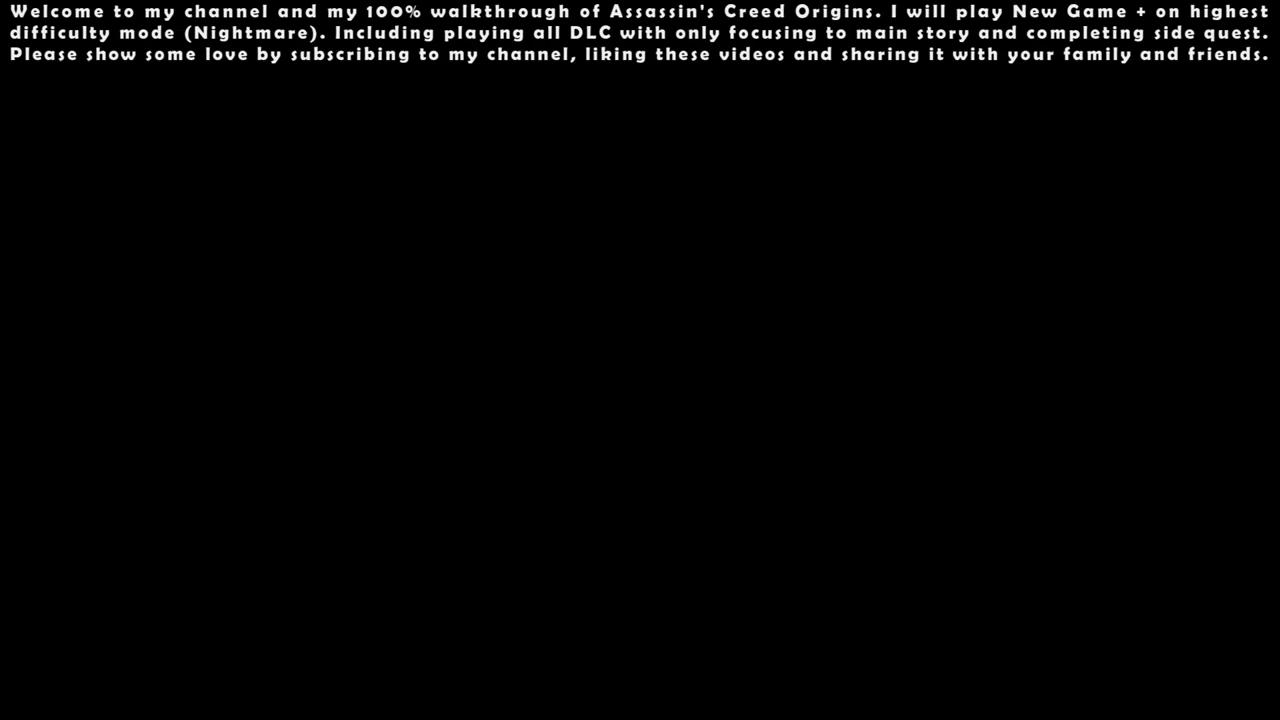 Welcome to my channel and my 100% walkthrough of Assassin's Creed Origins. I will play New Game + on highest
difficulty mode (Nightmare). Including playing all DLC with only focusing to main story and completing side quest.
Please show some love by subscribing to my channel, liking these videos and sharing it with your family and friends.